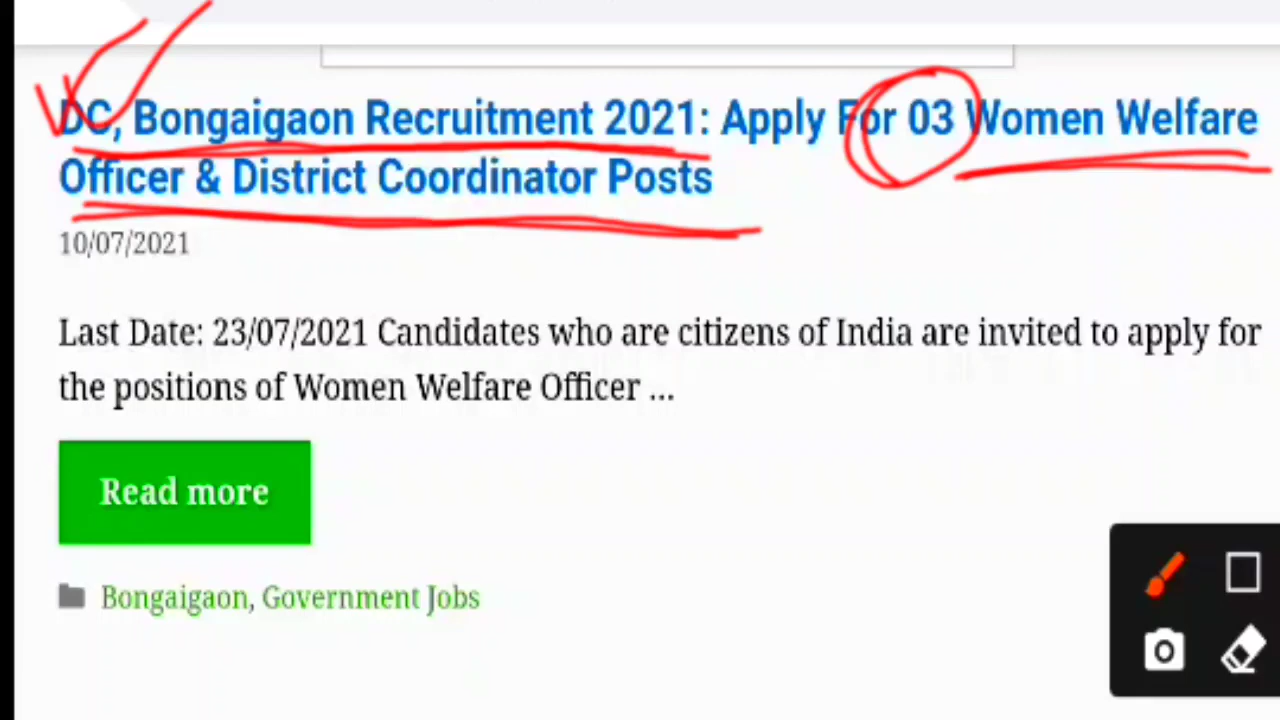 DC, Bongaigaon Recruitment 2021: Apply For 03 Women Welfare
Officer & District Coordinator Posts
10/07/2021
Last Date: 23/07/2021 Candidates who are citizens of India are invited to apply for
the positions of Women Welfare Officer ...
Read more
Bongaigaon, Government Jobs